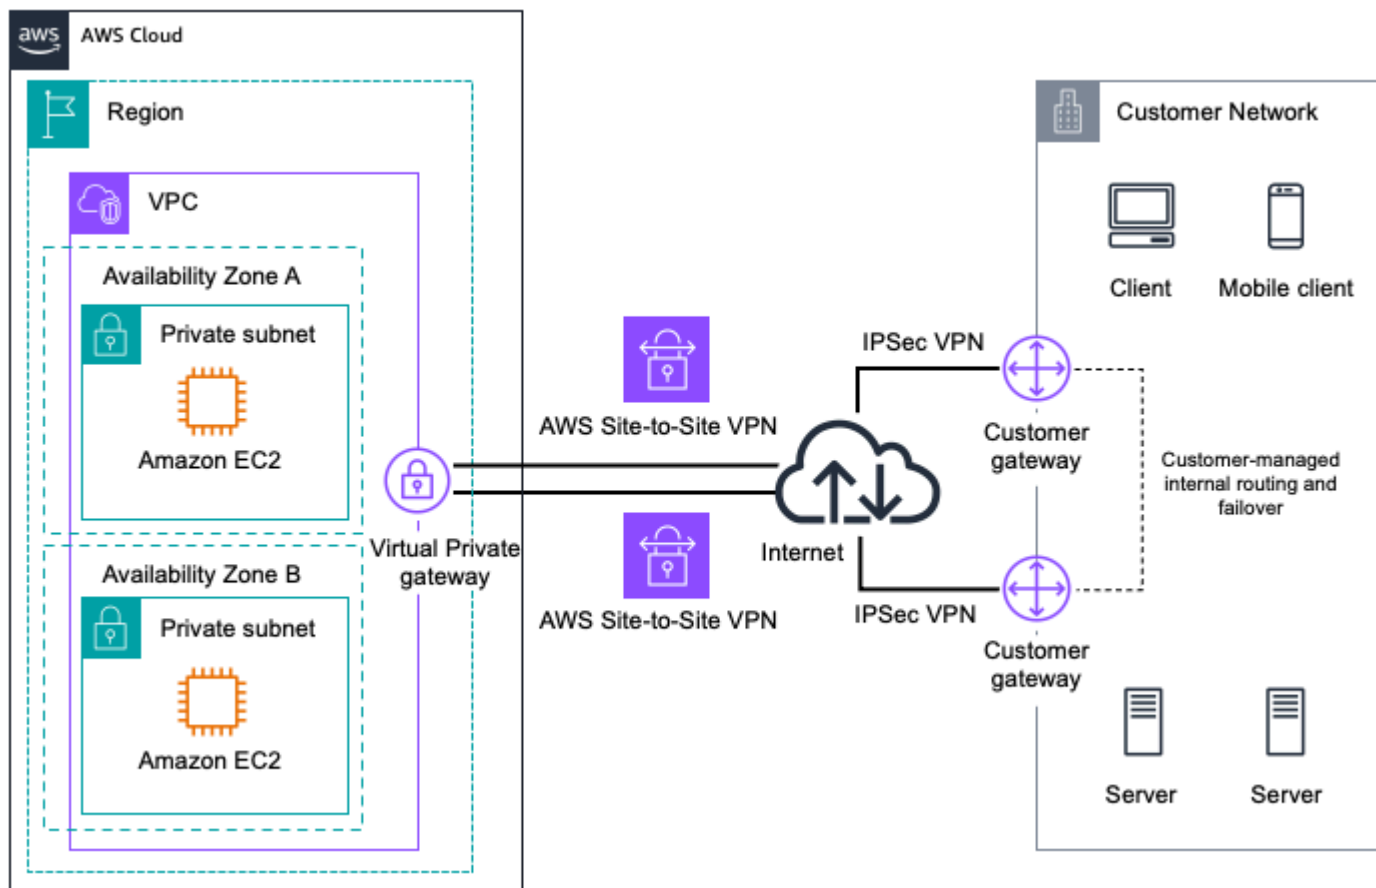 aws
AWS Cloud
Region
VPC
Availability Zone A
Private subnet
Amazon EC2
Availability Zone B
Private subnet
Amazon EC2
Virtual Private
gateway
AWS Site-to-Site VPN
AWS Site-to-Site VPN
Internet
IPSec VPN
IPSec VPN
Customer Network
Client
Mobile client
Customer
gateway
Customer-managed
internal routing and
failover
Customer
gateway
Server
Server